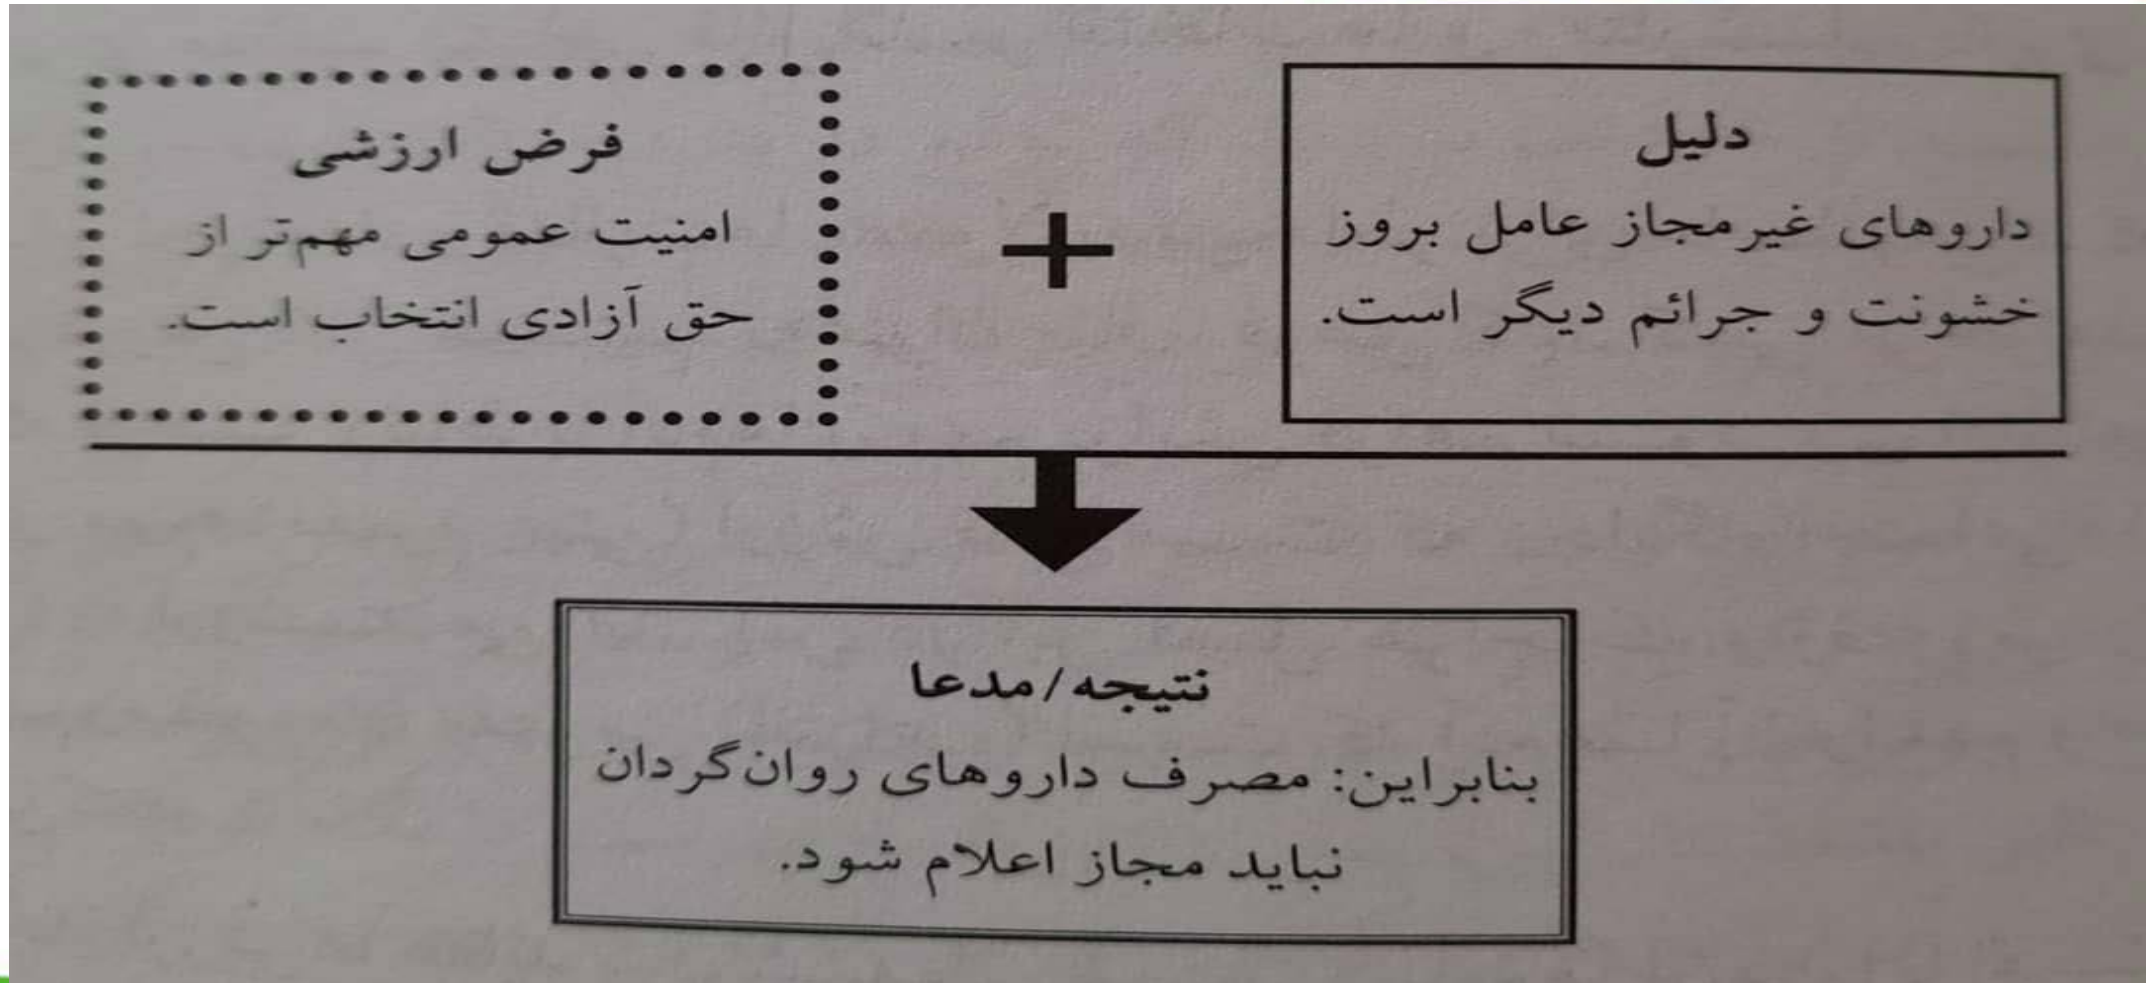 دلیل
داروهای غیرمجاز عامل بروز
خشونت و جرائم دیگر است.
+
فرض ارزشی
امنیت عمومی مهم‌تر از
حق آزادی انتخاب است.
نتیجه/مدعا
بنابراین: مصرف داروهای روان‌گردان
نباید مجاز اعلام شود.